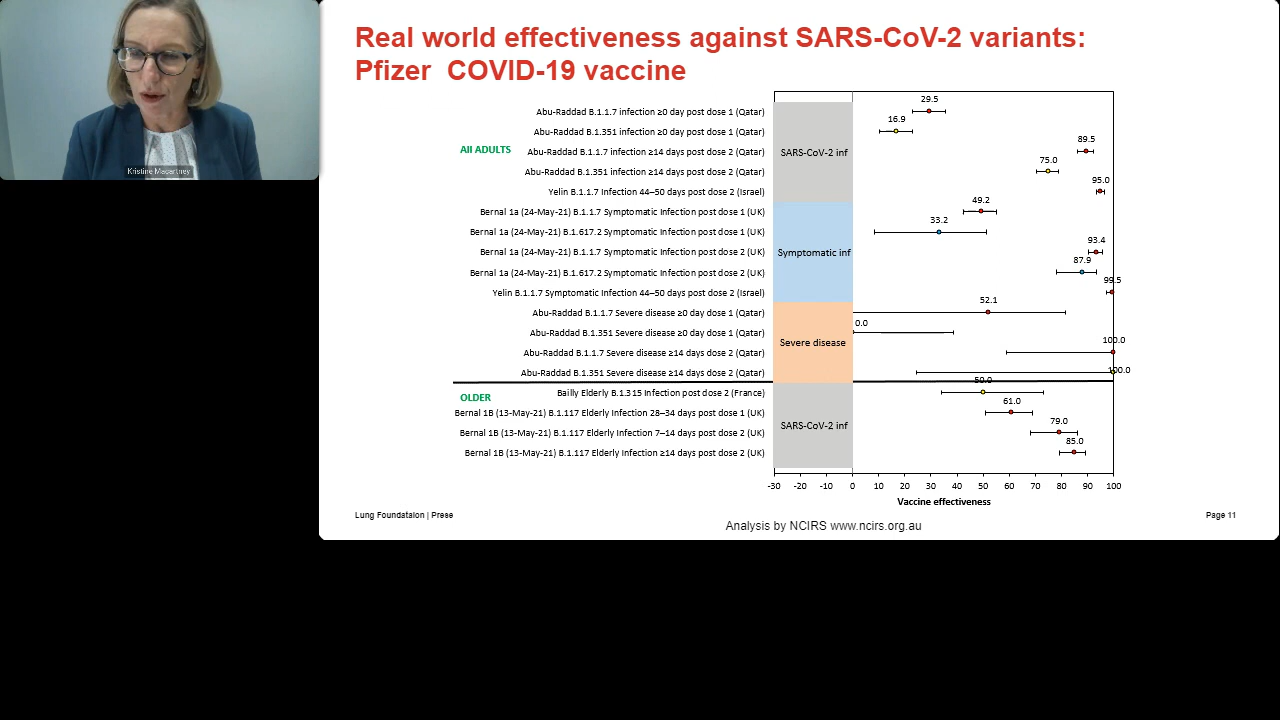 Real world effectiveness against SARS-CoV-2 variants:
Pfizer COVID-19 vaccine
Kristine Macartney
All ADULTS
Abu-Raddad B.1.1.7 infection ≥0 day post dose 1 (Qatar)
29.5
Abu-Raddad B.1.351 infection ≥0 day post dose 1 (Qatar)
16.9
Abu-Raddad B.1.1.7 infection ≥14 days post dose 2 (Qatar)
SARS-CoV-2 inf
89.5
Abu-Raddad B.1.351 infection ≥14 days post dose 2 (Qatar)
75.0
Yelin B.1.1.7 Infection 44–50 days post dose 2 (Israel)
95.0
Bernal 1a (24-May-21) B.1.1.7 Symptomatic Infection post dose 1 (UK)
49.2
Bernal 1a (24-May-21) B.1.617.2 Symptomatic Infection post dose 1 (UK)
33.2
Bernal 1a (24-May-21) B.1.1.7 Symptomatic Infection post dose 2 (UK)
Symptomatic inf
93.4
Bernal 1a (24-May-21) B.1.617.2 Symptomatic Infection post dose 2 (UK)
87.9
Yelin B.1.1.7 Symptomatic Infection 44–50 days post dose 2 (Israel)
99.5
Abu-Raddad B.1.1.7 Severe disease ≥0 day post dose 1 (Qatar)
52.1
Abu-Raddad B.1.351 Severe disease ≥0 day post dose 1 (Qatar)
0.0
Severe disease
Abu-Raddad B.1.1.7 Severe disease ≥14 days post dose 2 (Qatar)
100.0
Abu-Raddad B.1.351 Severe disease ≥14 days post dose 2 (Qatar)
100.0
OLDER
Bailly Elderly B.1.315 Infection post dose 2 (France)
50.0
Bernal 1B (13-May-21) B.1.117 Elderly Infection 28–34 days post dose 1 (UK)
61.0
SARS-CoV-2 inf
Bernal 1B (13-May-21) B.1.117 Elderly Infection 7–14 days post dose 2 (UK)
79.0
Bernal 1B (13-May-21) B.1.117 Elderly Infection ≥14 days post dose 2 (UK)
85.0
-30 -20 -10 0 10 20 30 40 50 60 70 80 90 100
Vaccine effectiveness
Lung Foundataion | Prese
Analysis by NCIRS www.ncirs.org.au
Page 11